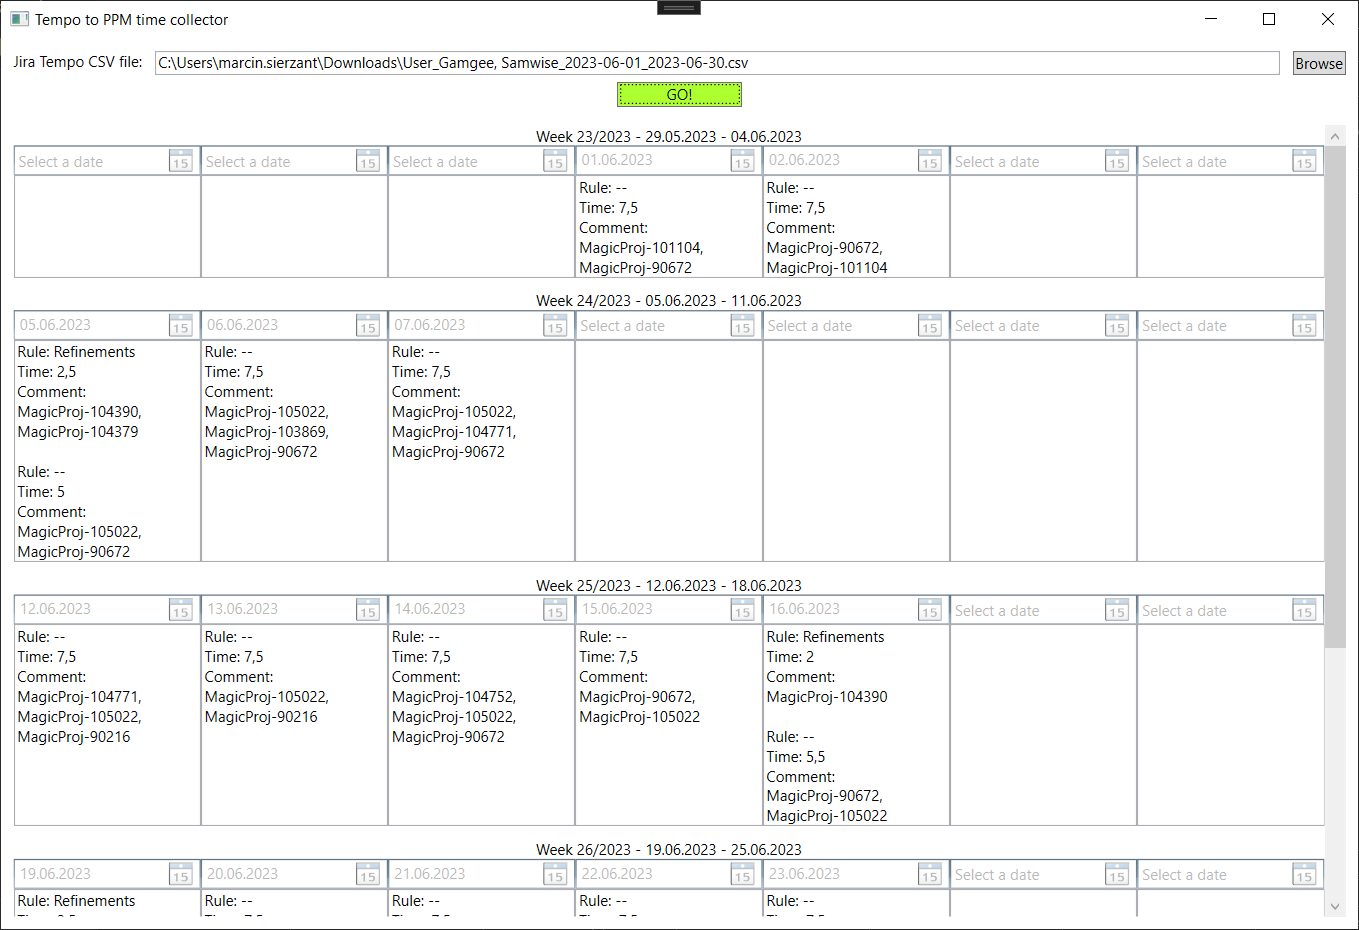 Tempo to PPM time collector
Jira Tempo CSV file: C:\Users\marcin.sierzant\Downloads\User_Gamgee, Samwise_2023-06-01_2023-06-30.csv Browse
GO!
Week 23/2023 - 29.05.2023 - 04.06.2023
Select a date 15 Select a date 15 Select a date 15 01.06.2023 15 02.06.2023 15 Select a date 15 Select a date 15
Rule: --
Time: 7,5
Comment:
MagicProj-101104,
MagicProj-90672
Rule: --
Time: 7,5
Comment:
MagicProj-90672,
MagicProj-101104
Week 24/2023 - 05.06.2023 - 11.06.2023
05.06.2023 15 06.06.2023 15 07.06.2023 15 Select a date 15 Select a date 15 Select a date 15 Select a date 15
Rule: Refinements
Time: 2,5
Comment:
MagicProj-104390,
MagicProj-104379
Rule: --
Time: 5
Comment:
MagicProj-105022,
MagicProj-90672
Rule: --
Time: 7,5
Comment:
MagicProj-105022,
MagicProj-103869,
MagicProj-90672
Rule: --
Time: 7,5
Comment:
MagicProj-105022,
MagicProj-104771,
MagicProj-90672
Week 25/2023 - 12.06.2023 - 18.06.2023
12.06.2023 15 13.06.2023 15 14.06.2023 15 15.06.2023 15 16.06.2023 15 Select a date 15 Select a date 15
Rule: --
Time: 7,5
Comment:
MagicProj-104771,
MagicProj-105022,
MagicProj-90216
Rule: --
Time: 7,5
Comment:
MagicProj-105022,
MagicProj-90216
Rule: --
Time: 7,5
Comment:
MagicProj-104752,
MagicProj-105022,
MagicProj-90672
Rule: --
Time: 7,5
Comment:
MagicProj-90672,
MagicProj-105022
Rule: Refinements
Time: 2
Comment:
MagicProj-104390
Rule: --
Time: 5,5
Comment:
MagicProj-90672,
MagicProj-105022
Week 26/2023 - 19.06.2023 - 25.06.2023
19.06.2023 15 20.06.2023 15 21.06.2023 15 22.06.2023 15 23.06.2023 15 Select a date 15 Select a date 15
Rule: Refinements
Rule: --
Rule: --
Rule: --
Rule: --